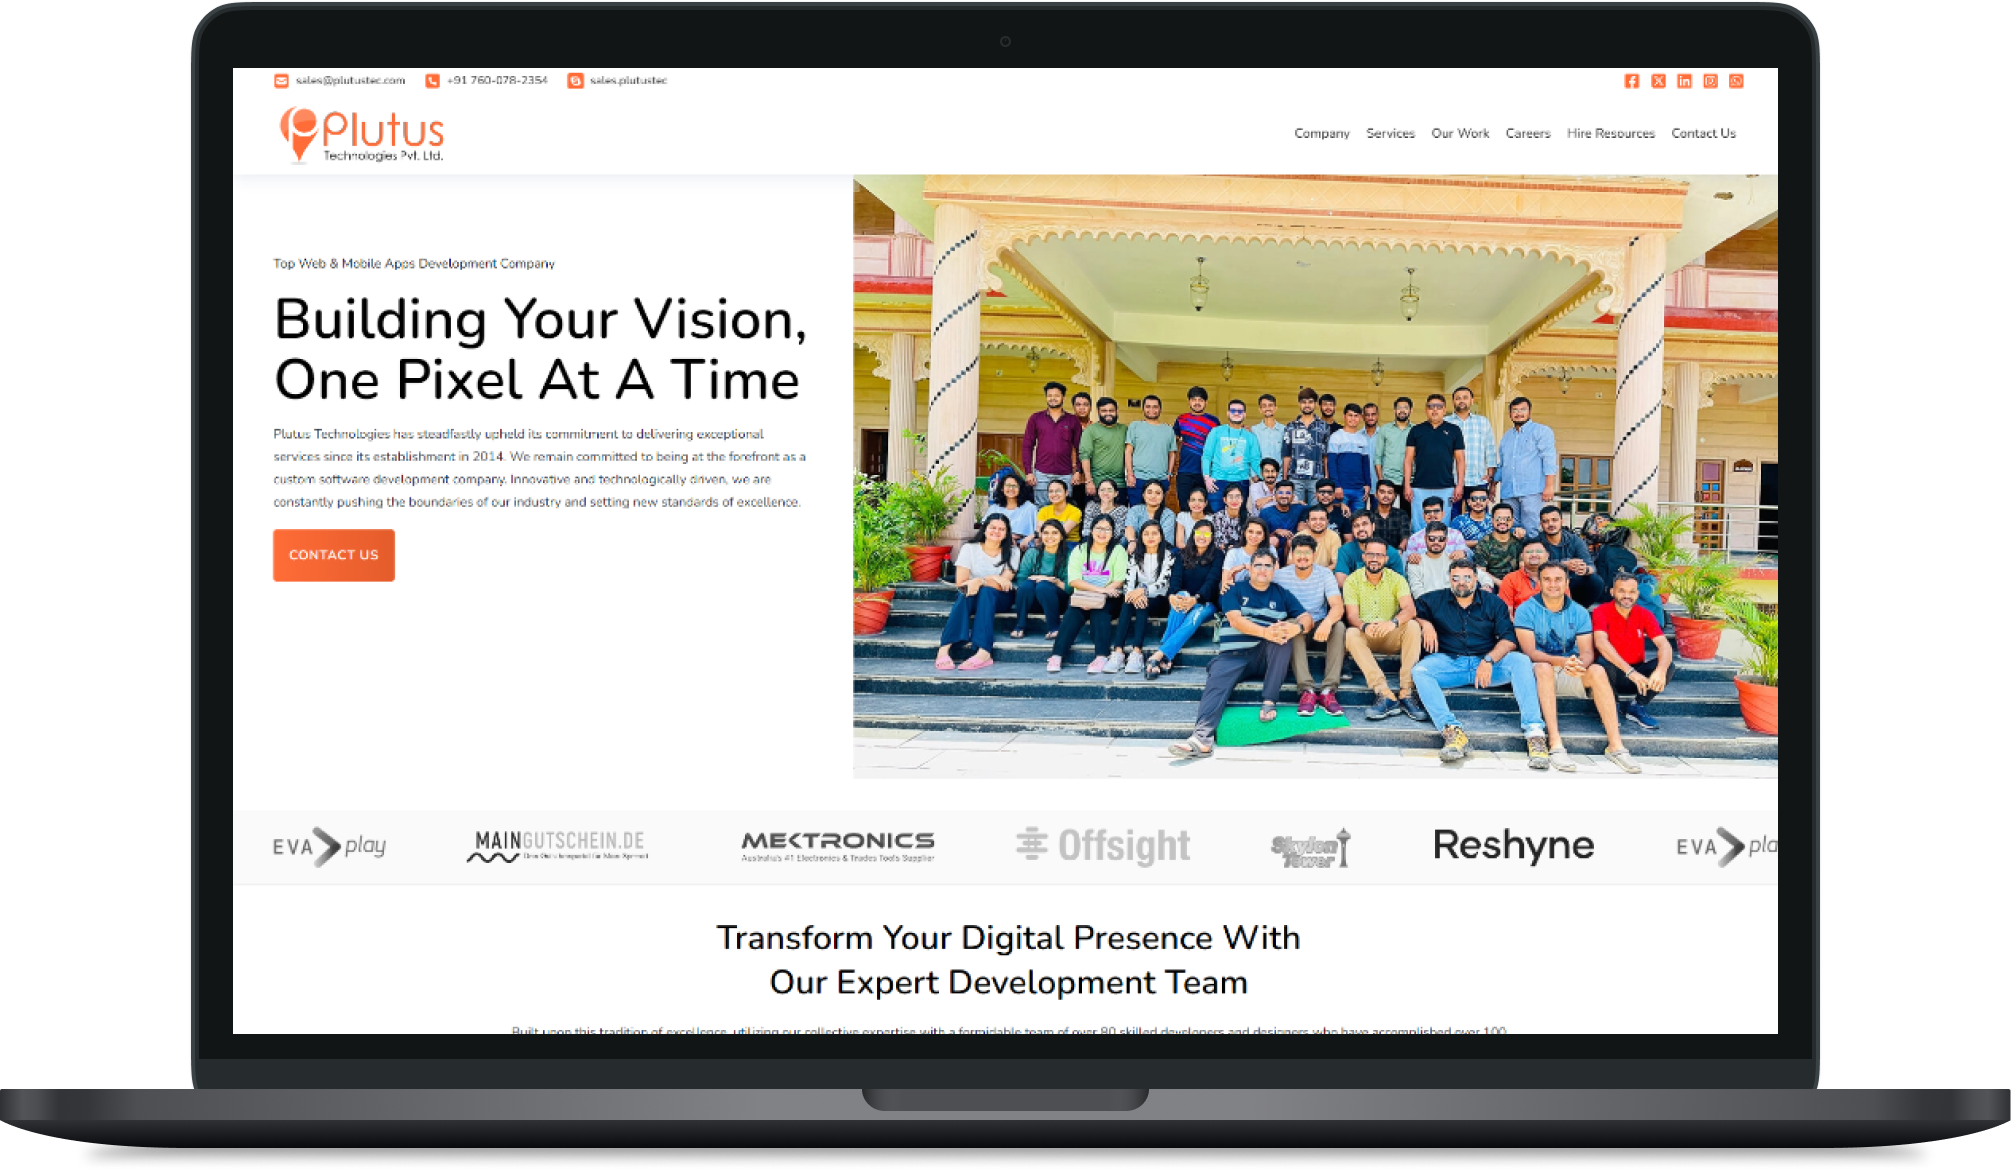 sales@plutustec.com +91 760-078-2354 sales.plutustec
Plutus
Technologies Pvt. Ltd.
Company Services Our Work Careers Hire Resources Contact Us
Top Web & Mobile Apps Development Company
Building Your Vision,
One Pixel At A Time
Plutus Technologies has steadfastly upheld its commitment to delivering exceptional
services since its establishment in 2014. We remain committed to being at the forefront as a
custom software development company. Innovative and technologically driven, we are
constantly pushing the boundaries of our industry and setting new standards of excellence.
CONTACT US
EVA play
MAINGUTSCHEIN.DE
MEKTRONICS
Australia's #1 Electronics & Trades Tools Supplier
Offsight
Skylon
Tower
Reshyne
EVA pla
Transform Your Digital Presence With
Our Expert Development Team
Built upon this tradition of excellence, utilizing our collective expertise with a formidable team of over 80 skilled developers and designers who have accomplished over 100